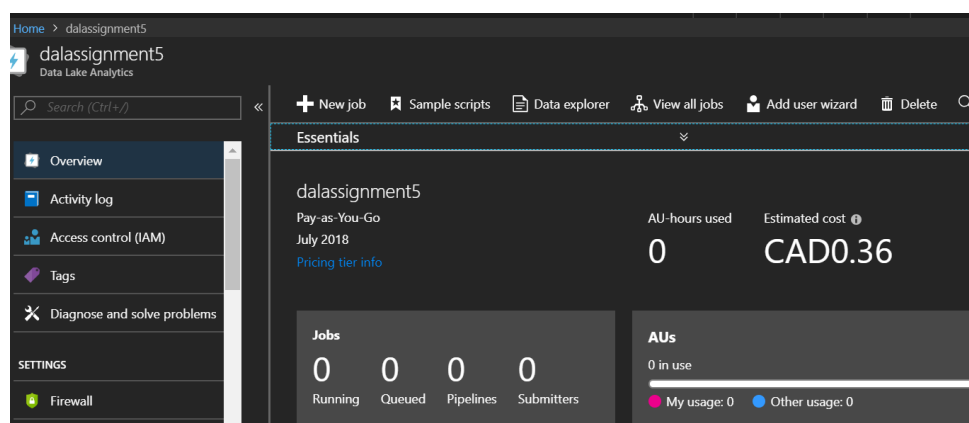 Home > dalassignment5
dalassignment5
Data Lake Analytics
Search (Ctrl+/)
«
New job Sample scripts Data explorer View all jobs Add user wizard Delete
Essentials
Overview
Activity log
Access control (IAM)
Tags
Diagnose and solve problems
SETTINGS
Firewall
dalassignment5
Pay-as-You-Go
July 2018
Pricing tier info
AU-hours used
0
Estimated cost
CAD0.36
Jobs
0 0 0 0
Running Queued Pipelines Submitters
AUs
0 in use
My usage: 0 Other usage: 0